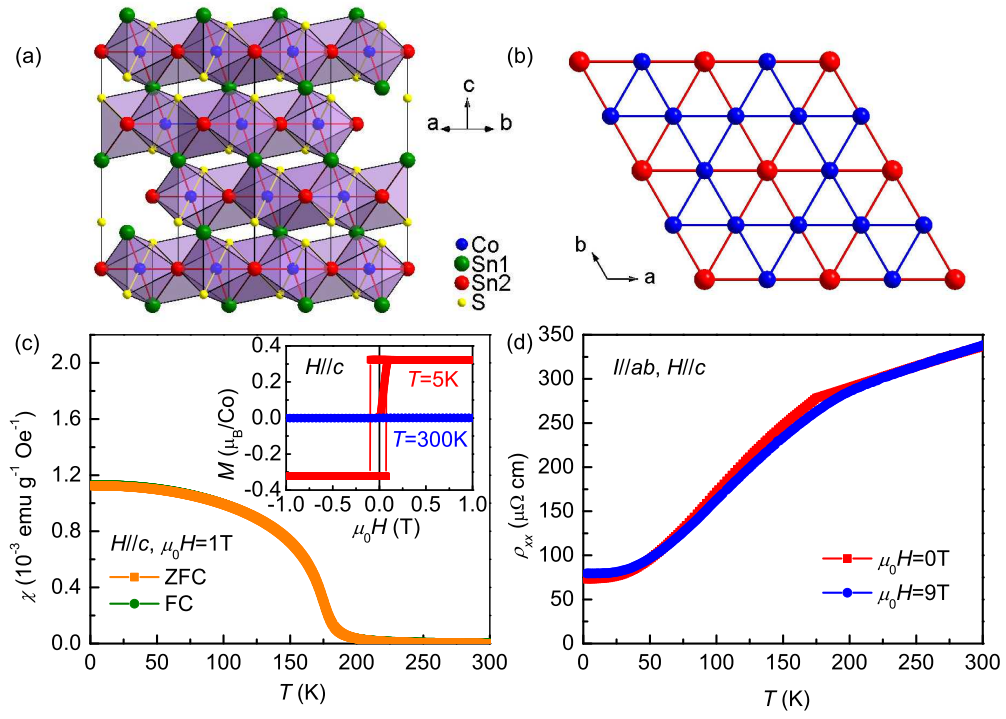 (a)
c
a
b
Co
Sn1
Sn2
S
(b)
b
a
(c)
2.0
1.6
1.2
0.8
0.4
0.0
χ (10⁻³ emu g⁻¹ Oe⁻¹)
H//c, μ₀H=1T
ZFC
FC
0 50 100 150 200 250 300
T (K)
0.4
0.2
0.0
-0.2
-0.4
M (μ_B/Co)
H//c
T=5K
T=300K
-1.0 -0.5 0.0 0.5 1.0
μ₀H (T)
(d)
350
300
250
200
150
100
50
0
ρₓₓ (μΩ cm)
I//ab, H//c
μ₀H=0T
μ₀H=9T
0 50 100 150 200 250 300
T (K)